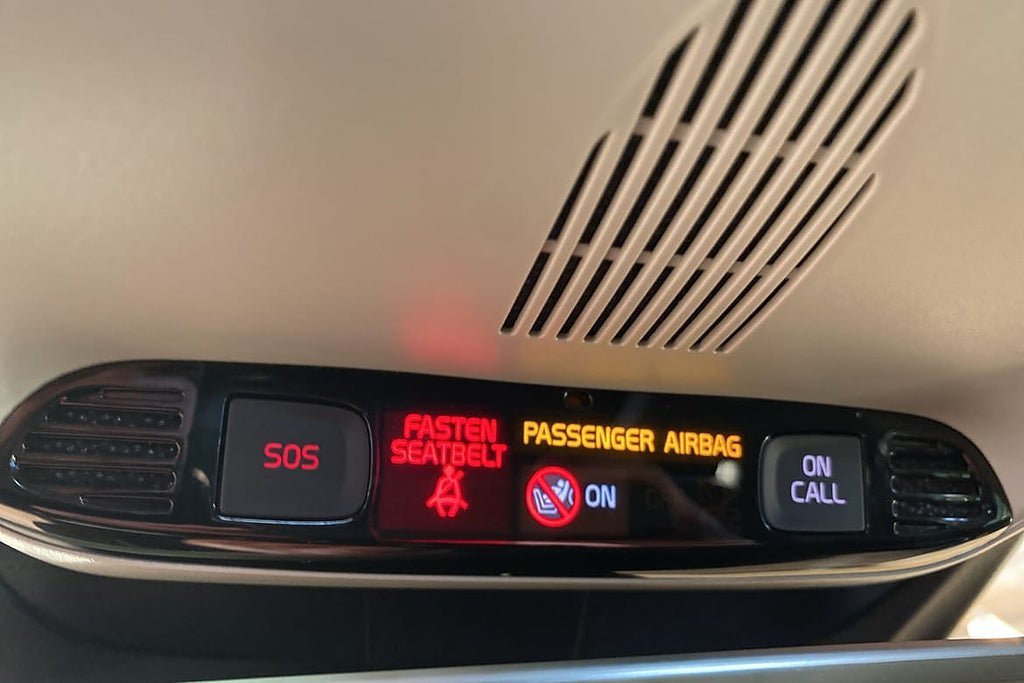 SOS
FASTEN
SEATBELT
PASSENGER AIRBAG
ON
ON
CALL